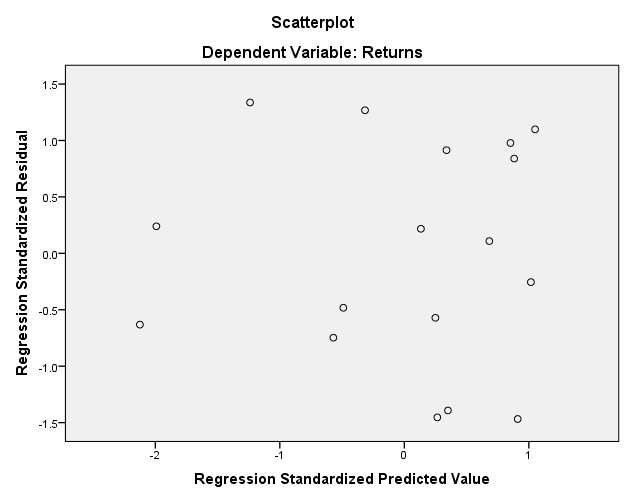 Scatterplot
Dependent Variable: Returns
1.5
1.0
0.5
0.0
-0.5
-1.0
-1.5
Regression Standardized Residual
-2
-1
0
1
Regression Standardized Predicted Value